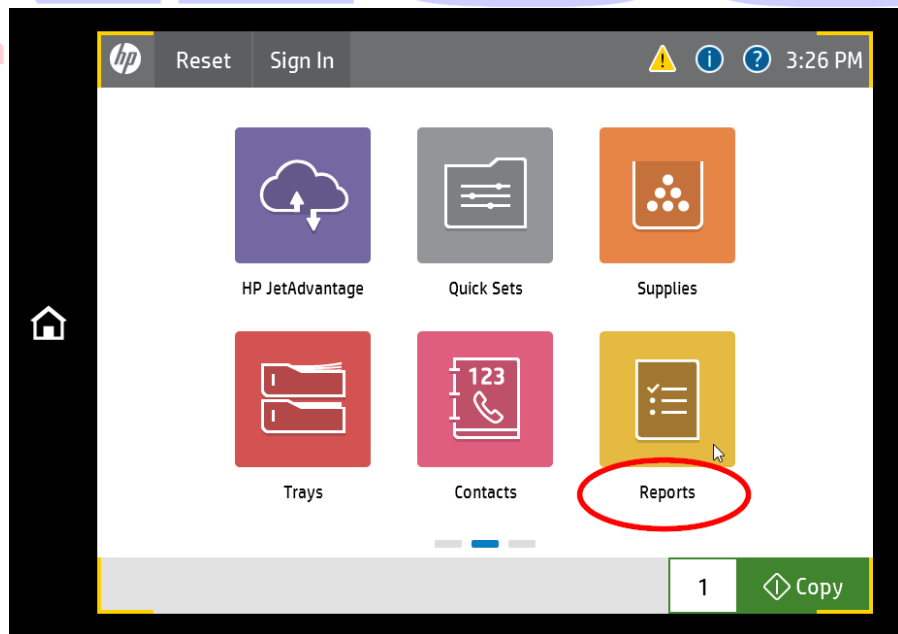 hp Reset Sign In ? 3:26 PM
HP JetAdvantage Quick Sets Supplies
123
Trays Contacts Reports
1 Copy